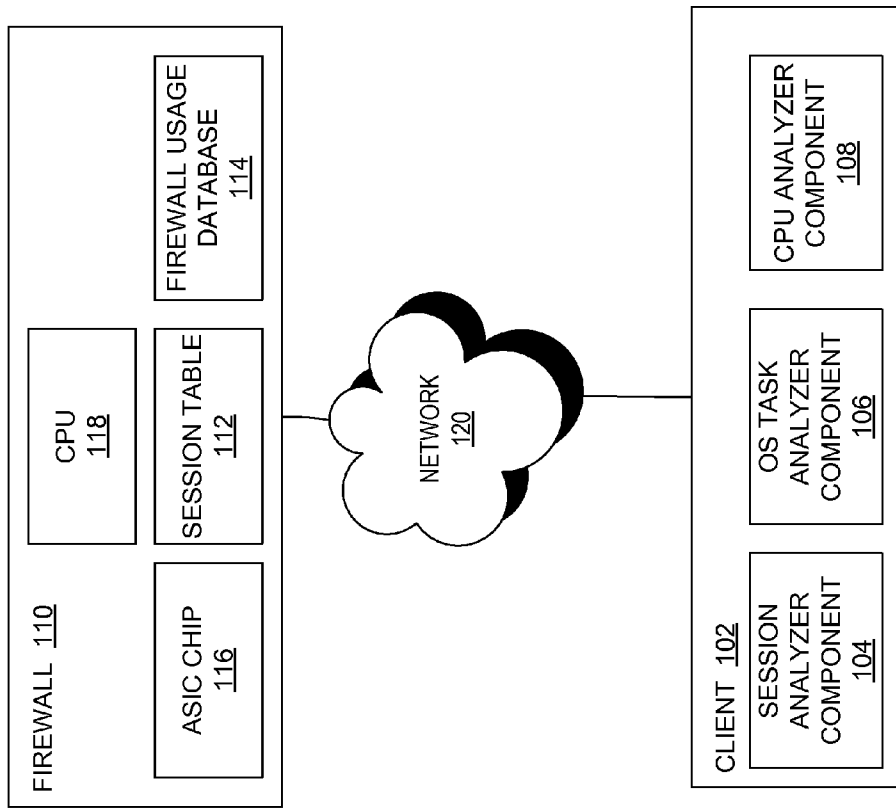 FIREWALL 110
CPU
118
ASIC CHIP
116
SESSION TABLE
112
FIREWALL USAGE
DATABASE
114
NETWORK
120
CLIENT 102
SESSION
ANALYZER
COMPONENT
104
OS TASK
ANALYZER
COMPONENT
106
CPU ANALYZER
COMPONENT
108